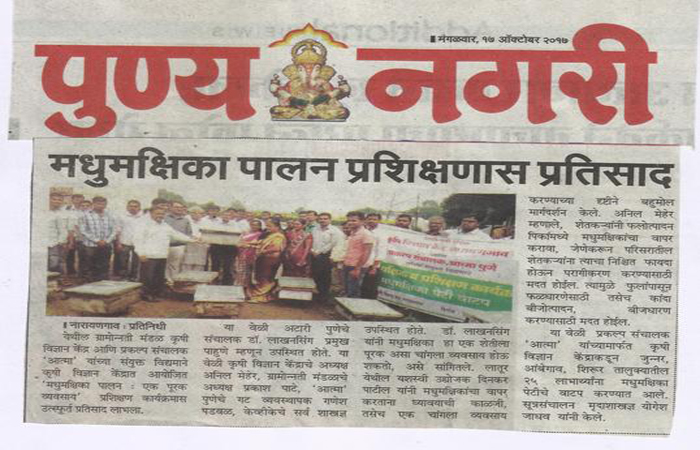 मंगळवार, १७ ऑक्टोबर २०१७
पुण्य नगरी
मधुमक्षिका पालन प्रशिक्षणास प्रतिसाद
नारायणगाव : प्रतिनिधी
येथील ग्रामोन्नती मंडळ कृषी
विज्ञान केंद्र आणि प्रकल्प संचालक
'आत्मा' यांच्या संयुक्त विद्यमाने
कृषी विज्ञान केंद्रात आयोजित
'मधुमक्षिका पालन : एक पूरक
व्यवसाय' प्रशिक्षण कार्यक्रमास
उत्स्फूर्त प्रतिसाद लाभला.
या वेळी अटारी पुणेचे
संचालक डॉ. लाखनसिंग प्रमुख
पाहुणे म्हणून उपस्थित होते. या
वेळी कृषी विज्ञान केंद्राचे अध्यक्ष
अनिल मेहेर, ग्रामोन्नती मंडळाचे
अध्यक्ष प्रकाश पाटे, 'आत्मा'
पुणेचे गट व्यवस्थापक गणेश
पडवळ, केव्हीकेचे सर्व शास्त्रज्ञ
उपस्थित होते. डॉ. लाखनसिंग
यांनी मधुमक्षिका हा एक शेतीला
पूरक असा चांगला व्यवसाय होऊ
शकतो, असे सांगितले. लातूर
येथील यशस्वी उद्योजक दिनकर
पाटील यांनी मधुमक्षिकांचा वापर
करताना घ्यावयाची काळजी,
तसेच एक चांगला व्यवसाय
करण्याच्या दृष्टीने बहुमोल
मार्गदर्शन केले. अनिल मेहेर
म्हणाले, शेतकऱ्यांनी फलोत्पादन
पिकांमध्ये मधुमक्षिकांचा वापर
करावा, जेणेकरून परिसरातील
शेतकऱ्यांना त्याचा निश्चित फायदा
होऊन परागीकरण करण्यासाठी
मदत होईल. त्यामुळे फुलांपासून
फळधारणेसाठी तसेच कांदा
बीजोत्पादन, बीजधारण
करण्यासाठी मदत होईल.
या वेळी प्रकल्प संचालक
'आत्मा' यांच्यामार्फत कृषी
विज्ञान केंद्राकडून जुन्नर,
आंबेगाव, शिरूर तालुक्यातील
२५ लाभार्थ्यांना मधुमक्षिका
पेटीचे वाटप करण्यात आले.
सूत्रसंचालन मृदाशास्त्रज्ञ योगेश
जाधव यांनी केले.